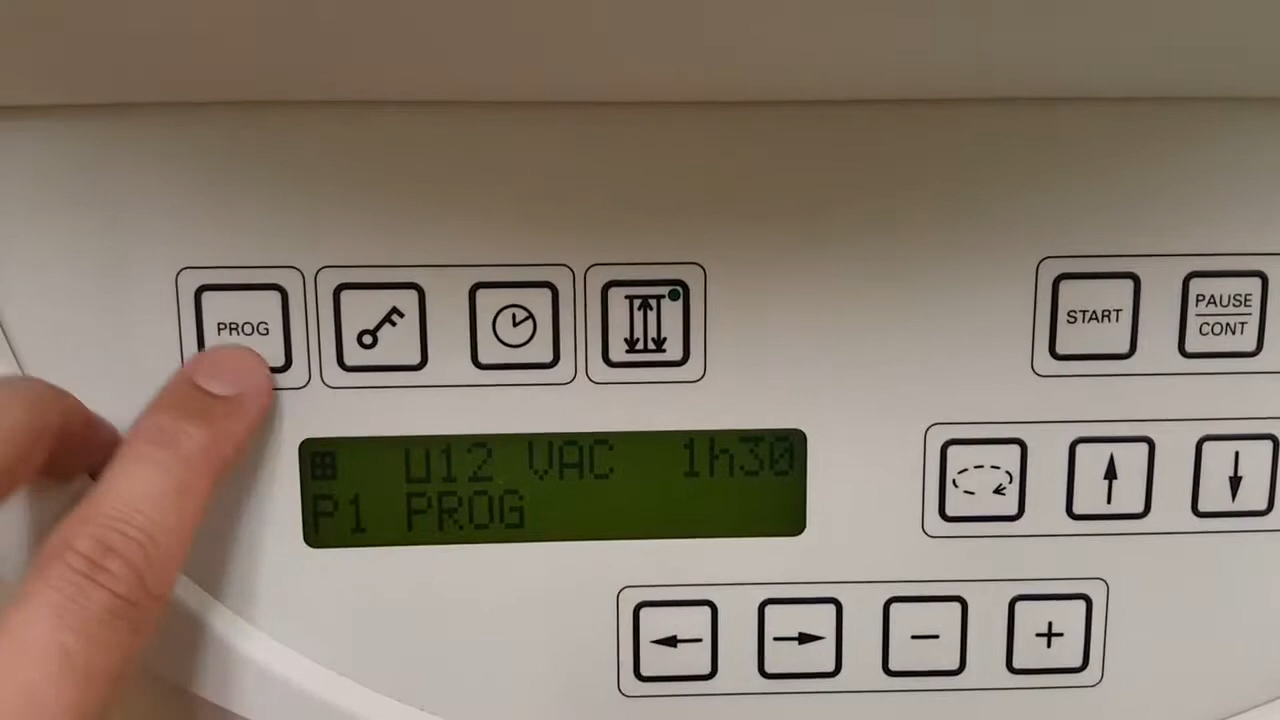 PROG
START
PAUSE
CONT
U12 VAC 1h30
P1 PROG